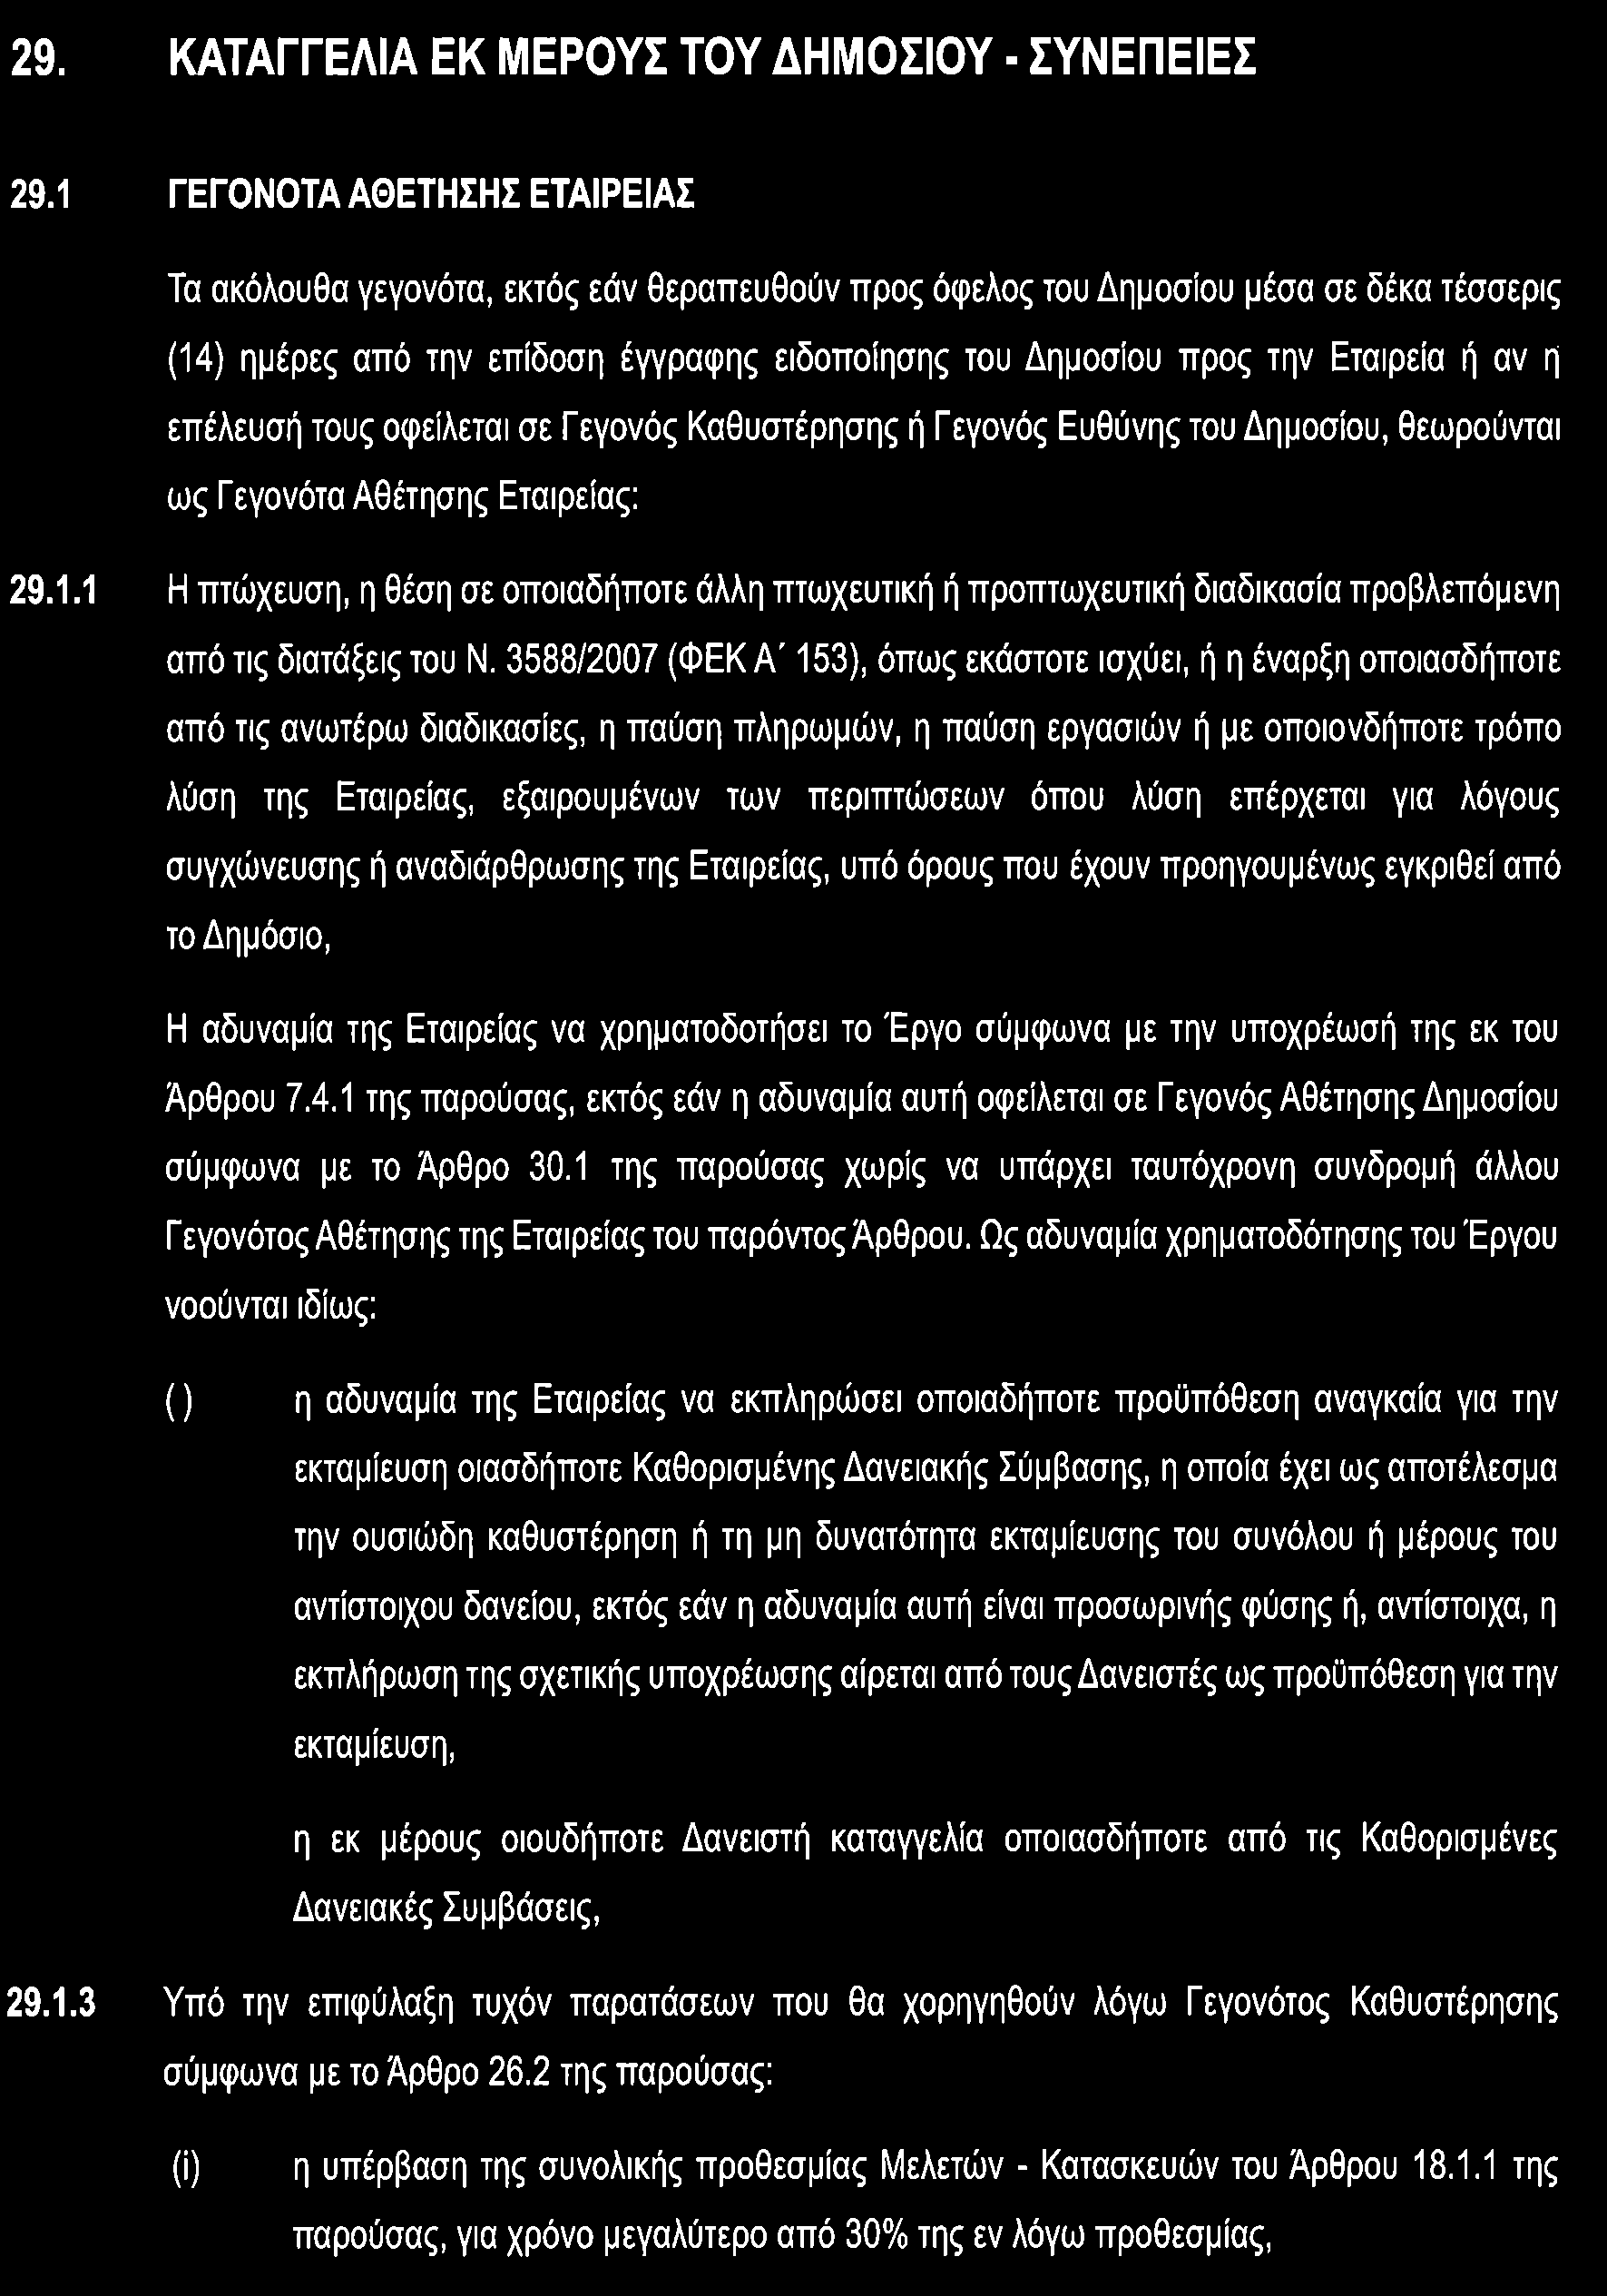 29. ΚΑΤΑΓΓΕΛΙΑ ΕΚ ΜΕΡΟΥΣ ΤΟΥ ΔΗΜΟΣΙΟΥ - ΣΥΝΕΠΕΙΕΣ
29.1 ΓΕΓΟΝΟΤΑ ΑΘΕΤΗΣΗΣ ΕΤΑΙΡΕΙΑΣ
Τα ακόλουθα γεγονότα, εκτός εάν θεραπευθούν προς όφελος του Δημοσίου μέσα σε δέκα τέσσερις
(14) ημέρες από την επίδοση έγγραφης ειδοποίησης του Δημοσίου προς την Εταιρεία ή αν η
επέλευσή τους οφείλεται σε Γεγονός Καθυστέρησης ή Γεγονός Ευθύνης του Δημοσίου, θεωρούνται
ως Γεγονότα Αθέτησης Εταιρείας:
29.1.1 Η πτώχευση, η θέση σε οποιαδήποτε άλλη πτωχευτική ή προπτωχευτική διαδικασία προβλεπόμενη
από τις διατάξεις του Ν. 3588/2007 (ΦΕΚ Α΄ 153), όπως εκάστοτε ισχύει, ή η έναρξη οποιασδήποτε
από τις ανωτέρω διαδικασίες, η παύση πληρωμών, η παύση εργασιών ή με οποιονδήποτε τρόπο
λύση της Εταιρείας, εξαιρουμένων των περιπτώσεων όπου λύση επέρχεται για λόγους
συγχώνευσης ή αναδιάρθρωσης της Εταιρείας, υπό όρους που έχουν προηγουμένως εγκριθεί από
το Δημόσιο,
Η αδυναμία της Εταιρείας να χρηματοδοτήσει το Έργο σύμφωνα με την υποχρέωσή της εκ του
Άρθρου 7.4.1 της παρούσας, εκτός εάν η αδυναμία αυτή οφείλεται σε Γεγονός Αθέτησης Δημοσίου
σύμφωνα με το Άρθρο 30.1 της παρούσας χωρίς να υπάρχει ταυτόχρονη συνδρομή άλλου
Γεγονότος Αθέτησης της Εταιρείας του παρόντος Άρθρου. Ως αδυναμία χρηματοδότησης του Έργου
νοούνται ιδίως:
() η αδυναμία της Εταιρείας να εκπληρώσει οποιαδήποτε προϋπόθεση αναγκαία για την
εκταμίευση οιασδήποτε Καθορισμένης Δανειακής Σύμβασης, η οποία έχει ως αποτέλεσμα
την ουσιώδη καθυστέρηση ή τη μη δυνατότητα εκταμίευσης του συνόλου ή μέρους του
αντίστοιχου δανείου, εκτός εάν η αδυναμία αυτή είναι προσωρινής φύσης ή, αντίστοιχα, η
εκπλήρωση της σχετικής υποχρέωσης αίρεται από τους Δανειστές ως προϋπόθεση για την
εκταμίευση,
η εκ μέρους οιουδήποτε Δανειστή καταγγελία οποιασδήποτε από τις Καθορισμένες
Δανειακές Συμβάσεις,
29.1.3 Υπό την επιφύλαξη τυχόν παρατάσεων που θα χορηγηθούν λόγω Γεγονότος Καθυστέρησης
σύμφωνα με το Άρθρο 26.2 της παρούσας:
(i) η υπέρβαση της συνολικής προθεσμίας Μελετών - Κατασκευών του Άρθρου 18.1.1 της
παρούσας, για χρόνο μεγαλύτερο από 30% της εν λόγω προθεσμίας,